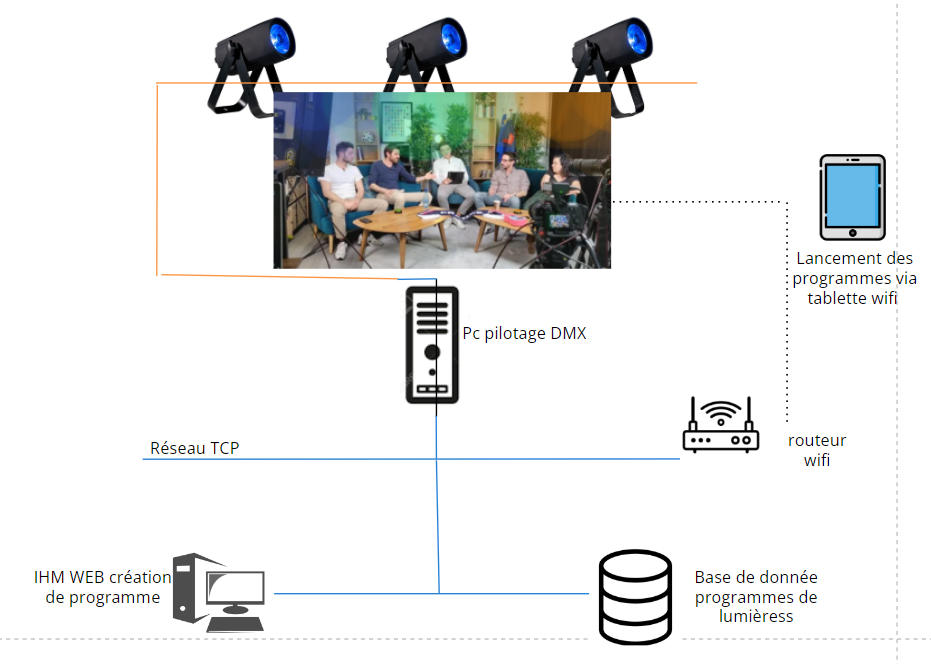 Lancement des
programmes via
tablette wifi
Pc pilotage DMX
Réseau TCP
routeur
wifi
IHM WEB création
de programme
Base de donnée
programmes de
lumièress